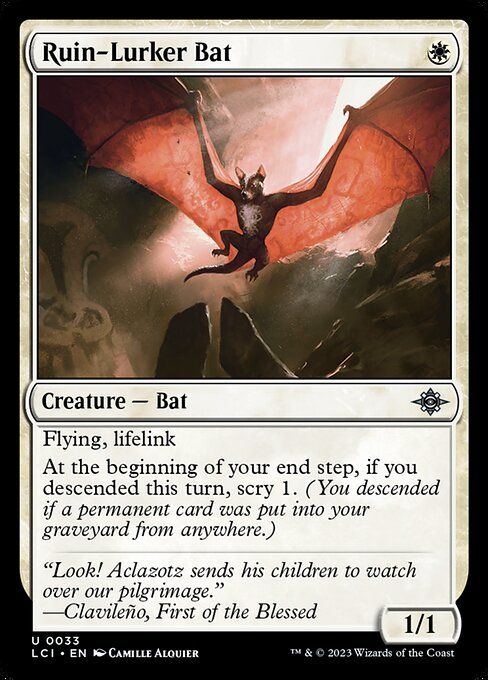 Ruin-Lurker Bat
Creature — Bat
Flying, lifelink
At the beginning of your end step, if you
descended this turn, scry 1. (You descended
if a permanent card was put into your
graveyard from anywhere.)
“Look! Aclazotz sends his children to watch
over our pilgrimage.”
—Clavileño, First of the Blessed
1/1
U 0033
LCI • EN Camille Alquier
™ & © 2023 Wizards of the Coast